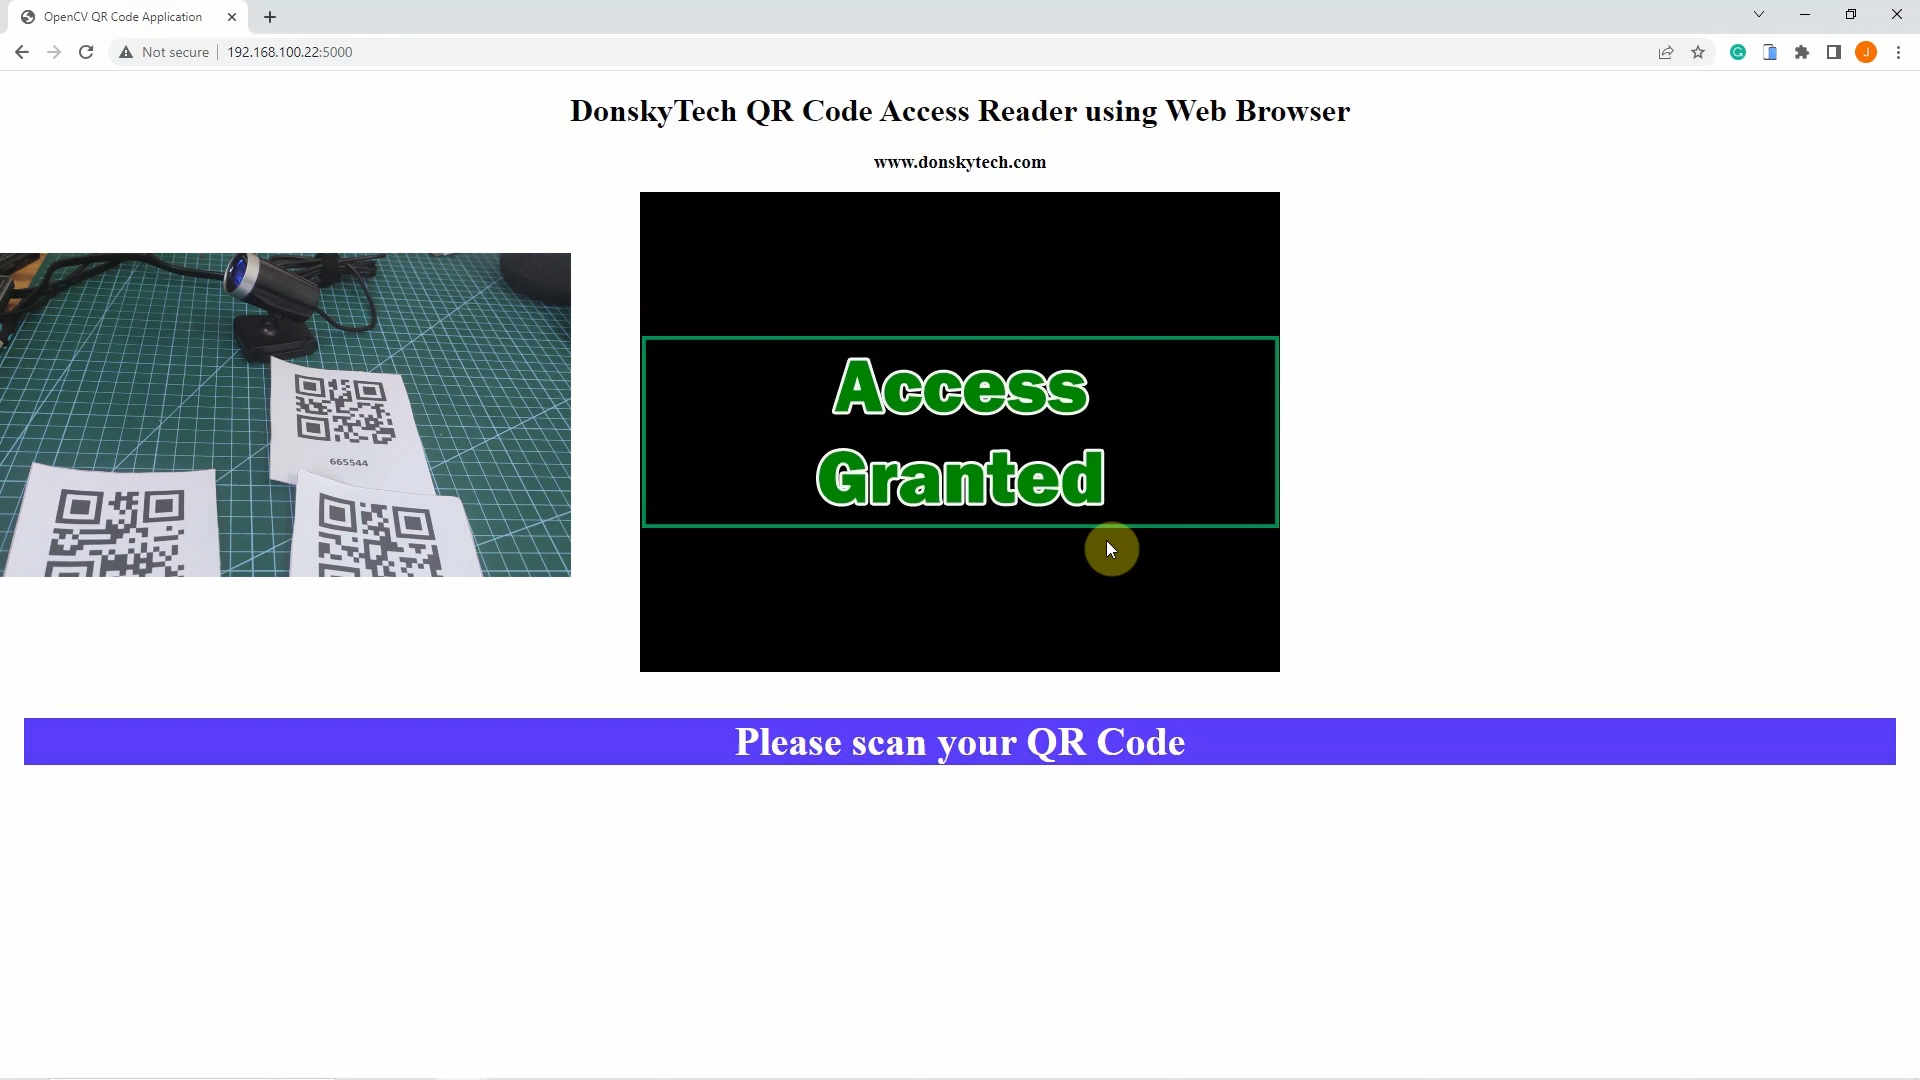 OpenCV QR Code Application
Not secure
192.168.100.22:5000
J
DonskyTech QR Code Access Reader using Web Browser
www.donskytech.com
665544
Access
Granted
Please scan your QR Code